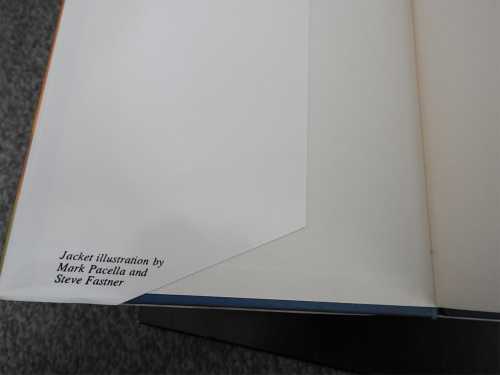 Jacket illustration by
Mark Pacella and
Steve Fastner